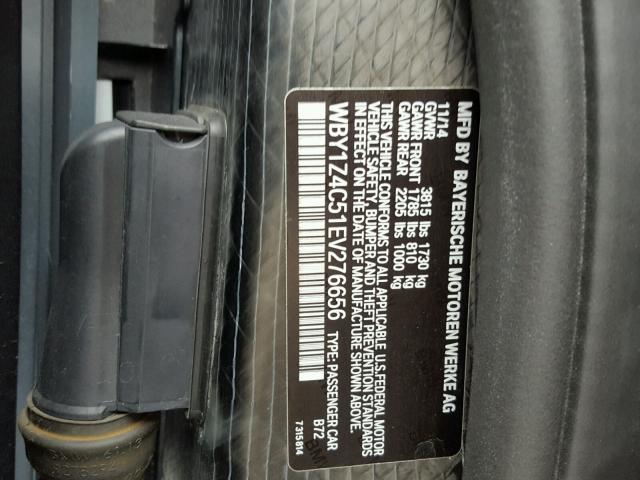 MFD BY BAYERISCHE MOTOREN WERKE AG
11/14
GVWR 3815 lbs 1730 kg
GAWR FRONT 1785 lbs 810 kg
GAWR REAR 2205 lbs 1000 kg
THIS VEHICLE CONFORMS TO ALL APPLICABLE U.S. FEDERAL MOTOR
VEHICLE SAFETY, BUMPER AND THEFT PREVENTION STANDARDS
IN EFFECT ON THE DATE OF MANUFACTURE SHOWN ABOVE.
WBY1Z4C51EV276656 TYPE: PASSENGER CAR
B72
7315814